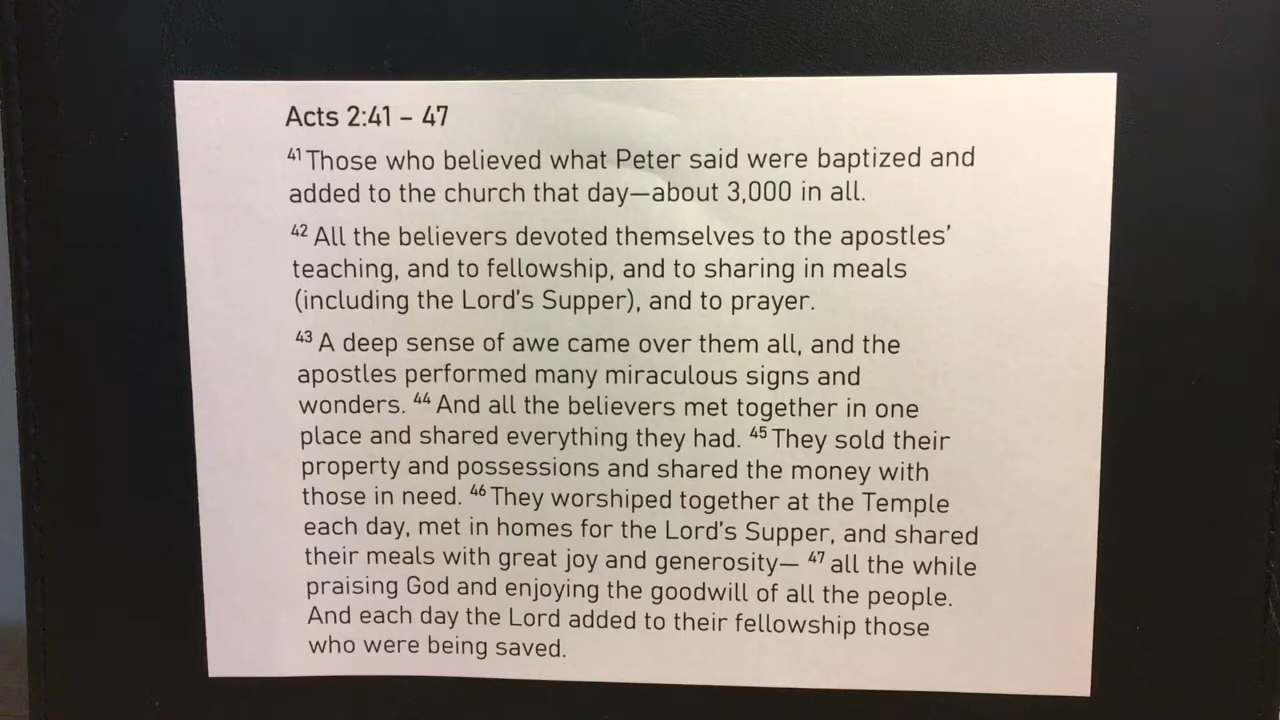 Acts 2:41 – 47
41 Those who believed what Peter said were baptized and
added to the church that day—about 3,000 in all.
42 All the believers devoted themselves to the apostles’
teaching, and to fellowship, and to sharing in meals
(including the Lord’s Supper), and to prayer.
43 A deep sense of awe came over them all, and the
apostles performed many miraculous signs and
wonders. 44 And all the believers met together in one
place and shared everything they had. 45 They sold their
property and possessions and shared the money with
those in need. 46 They worshiped together at the Temple
each day, met in homes for the Lord’s Supper, and shared
their meals with great joy and generosity— 47 all the while
praising God and enjoying the goodwill of all the people.
And each day the Lord added to their fellowship those
who were being saved.